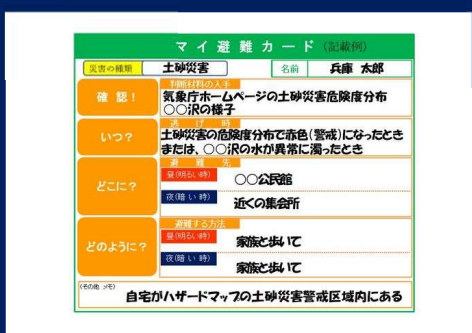 マイ避難カード(記載例)
災害の種類 土砂災害 名前 兵庫 太郎
確認! 判断材料の入手
気象庁ホームページの土砂災害危険度分布
〇〇沢の様子
いつ? 逃げ時
土砂災害の危険度分布で赤色(警戒)になったとき
または、〇〇沢の水が異常に濁ったとき
どこに? 避難先
昼(明るい時) 〇〇公民館
夜(暗い時) 近くの集会所
どのように? 避難する方法
昼(明るい時) 家族と歩いて
夜(暗い時) 家族と歩いて
(その他 メモ)
自宅がハザードマップの土砂災害警戒区域内にある